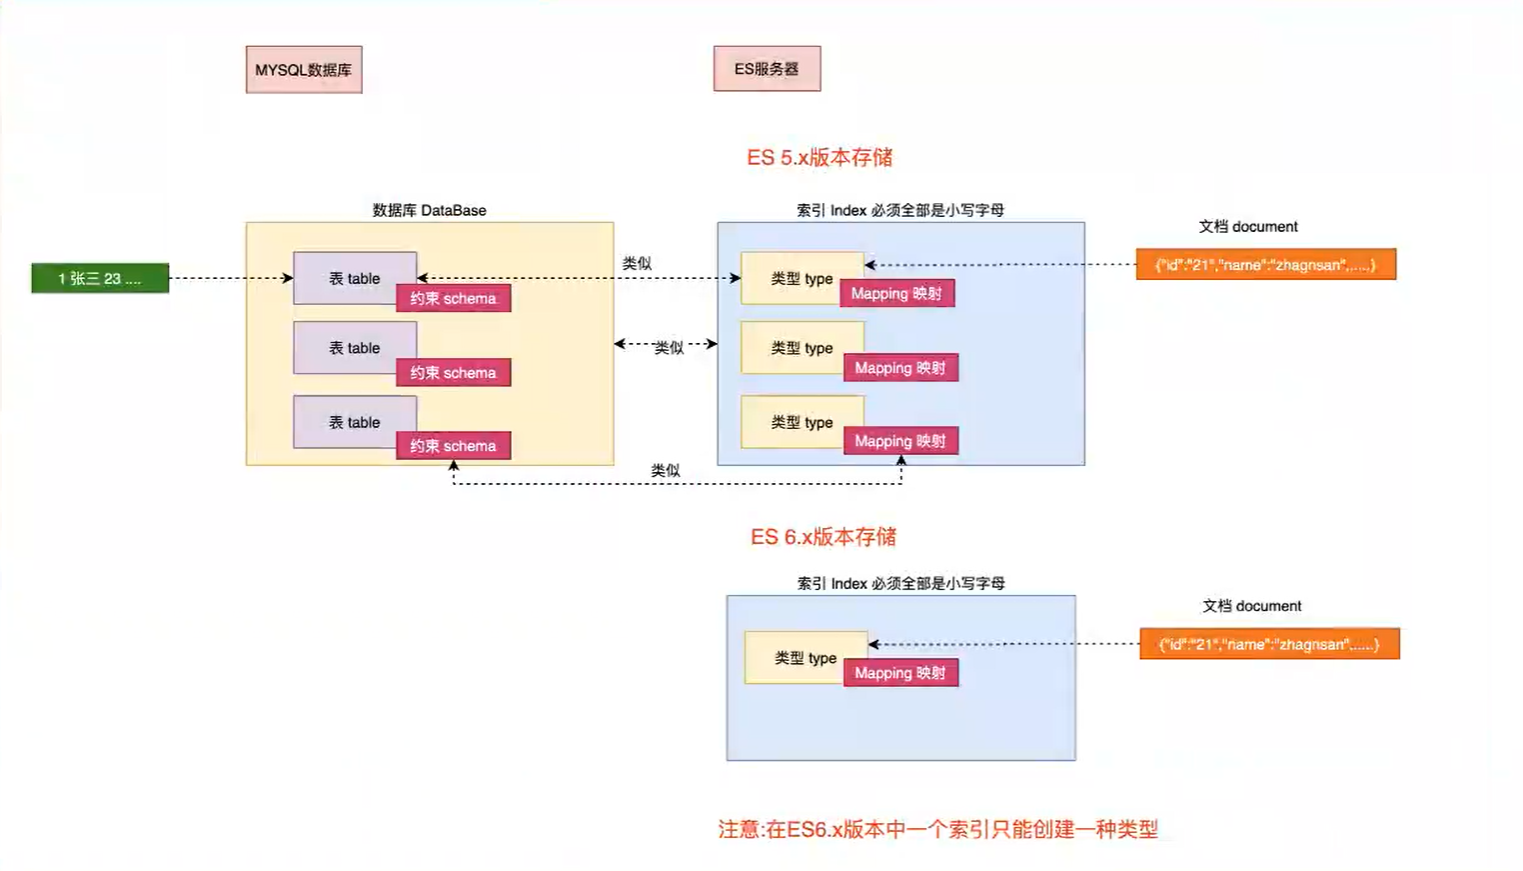 MYSQL数据库
ES服务器
ES 5.x版本存储
数据库 DataBase
索引 Index 必须全部是小写字母
文档 document
1 张三 23 ....
表 table
约束 schema
类似
类型 type
Mapping 映射
{"id":"21","name":"zhagnsan",.....}
表 table
约束 schema
类似
类型 type
Mapping 映射
表 table
约束 schema
类型 type
Mapping 映射
类似
ES 6.x版本存储
索引 Index 必须全部是小写字母
文档 document
类型 type
Mapping 映射
{"id":"21","name":"zhagnsan",.....}
注意:在ES6.x版本中一个索引只能创建一种类型